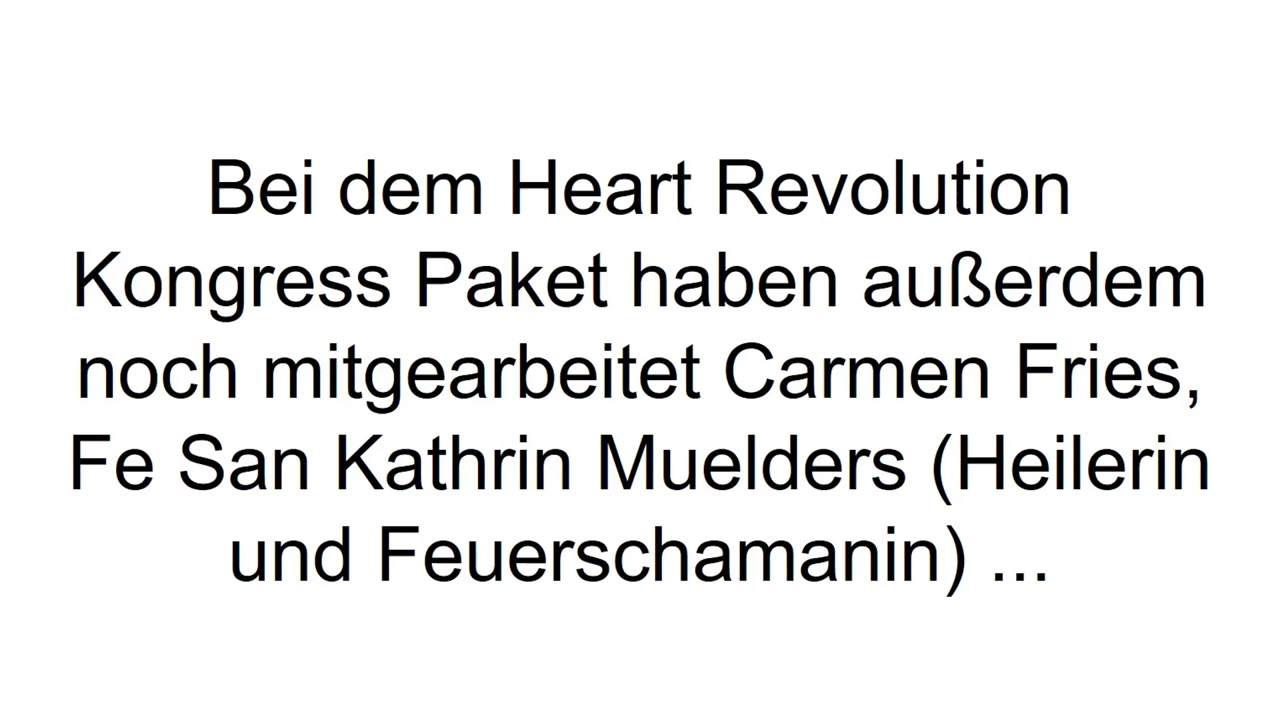 Bei dem Heart Revolution
Kongress Paket haben außerdem
noch mitgearbeitet Carmen Fries,
Fe San Kathrin Muelders (Heilerin
und Feuerschamanin) ...